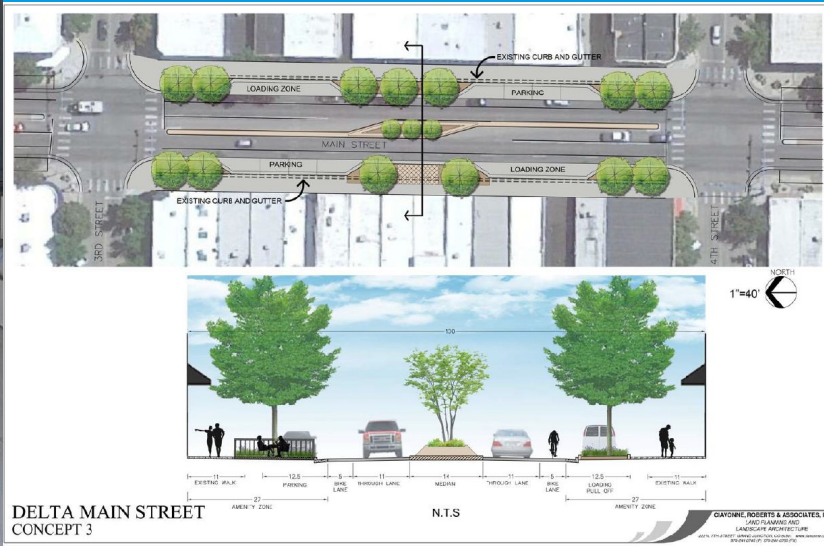 EXISTING CURB AND GUTTER
LOADING ZONE
PARKING
MAIN STREET
PARKING
LOADING ZONE
EXISTING CURB AND GUTTER
3RD STREET
4TH STREET
NORTH
1"=40'
100
11
12.5
5
11
14
11
5
12.5
11
EXISTING WALK
PARKING
BIKE LANE
THROUGH LANE
MEDIAN
THROUGH LANE
BIKE LANE
LOADING PULL OFF
EXISTING WALK
27
27
AMENITY ZONE
AMENITY ZONE
N.T.S
DELTA MAIN STREET
CONCEPT 3
CIAVONNE, ROBERTS & ASSOCIATES,
LAND PLANNING AND
LANDSCAPE ARCHITECTURE